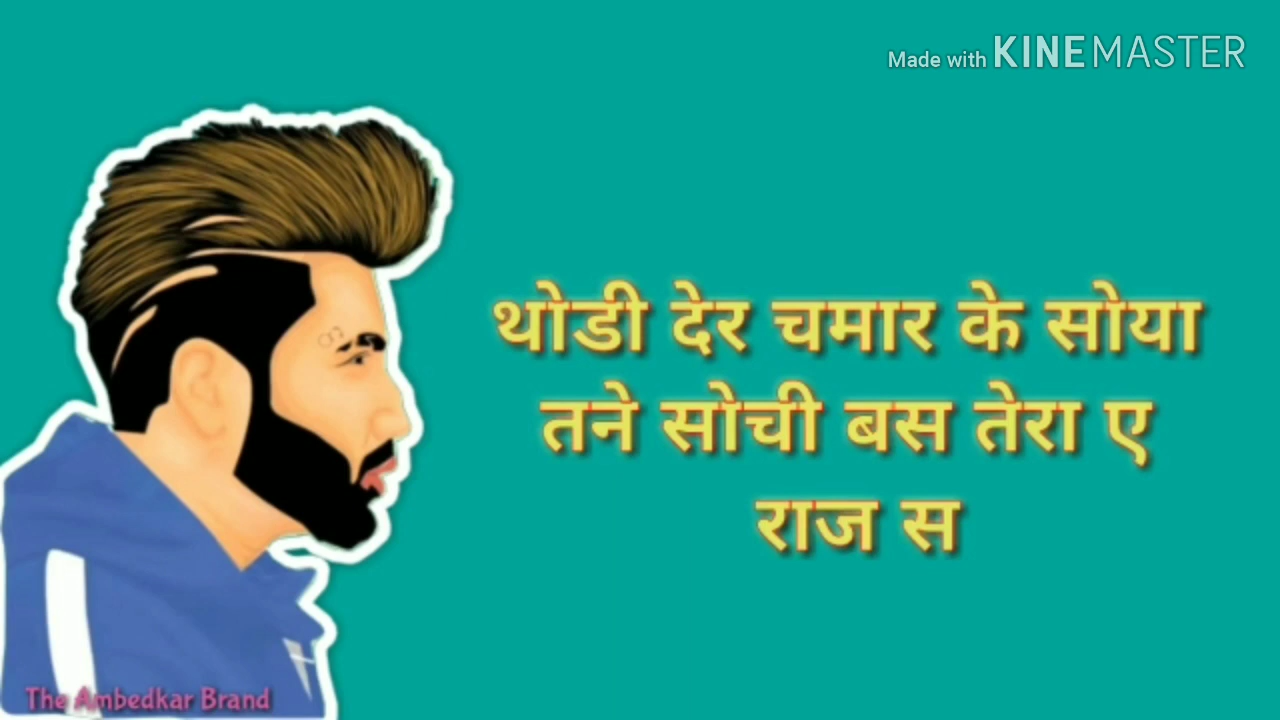 Made with KINEMASTER
थोडी देर चमार के सोया
तने सोची बस तेरा ए
राज स
The Ambedkar Brand